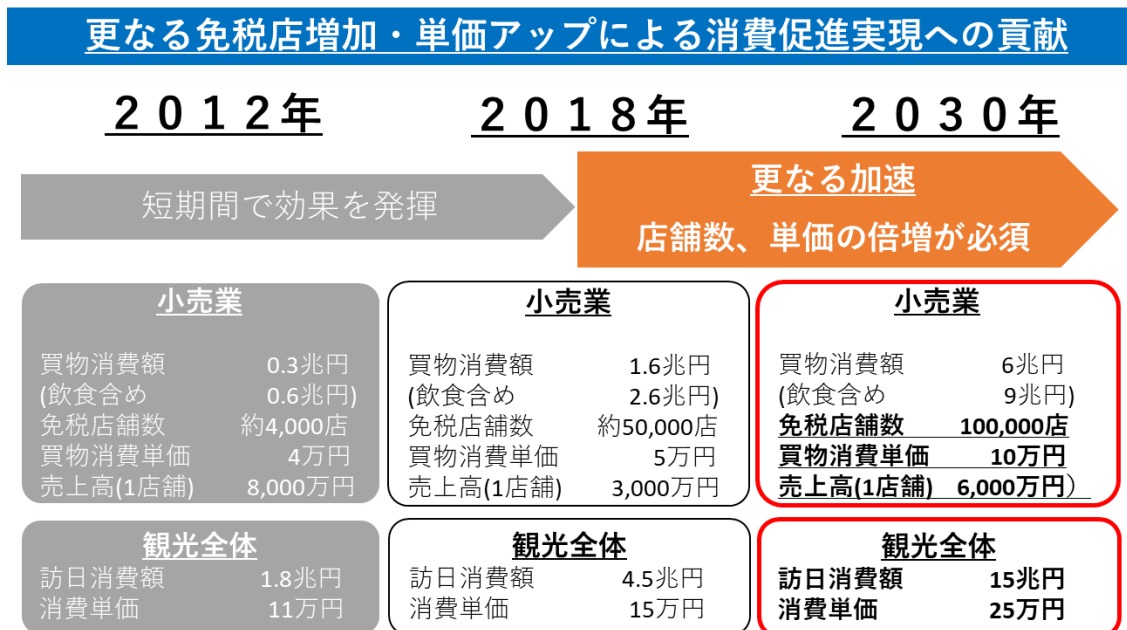 更なる免税店増加・単価アップによる消費促進実現への貢献
２０１２年
２０１８年
２０３０年
短期間で効果を発揮
更なる加速
店舗数、単価の倍増が必須
小売業
買物消費額 0.3兆円
(飲食含め 0.6兆円)
免税店舗数 約4,000店
買物消費単価 4万円
売上高(1店舗) 8,000万円
小売業
買物消費額 1.6兆円
(飲食含め 2.6兆円)
免税店舗数 約50,000店
買物消費単価 5万円
売上高(1店舗) 3,000万円
小売業
買物消費額 6兆円
(飲食含め 9兆円)
免税店舗数 100,000店
買物消費単価 10万円
売上高(1店舗) 6,000万円）
観光全体
訪日消費額 1.8兆円
消費単価 11万円
観光全体
訪日消費額 4.5兆円
消費単価 15万円
観光全体
訪日消費額 15兆円
消費単価 25万円